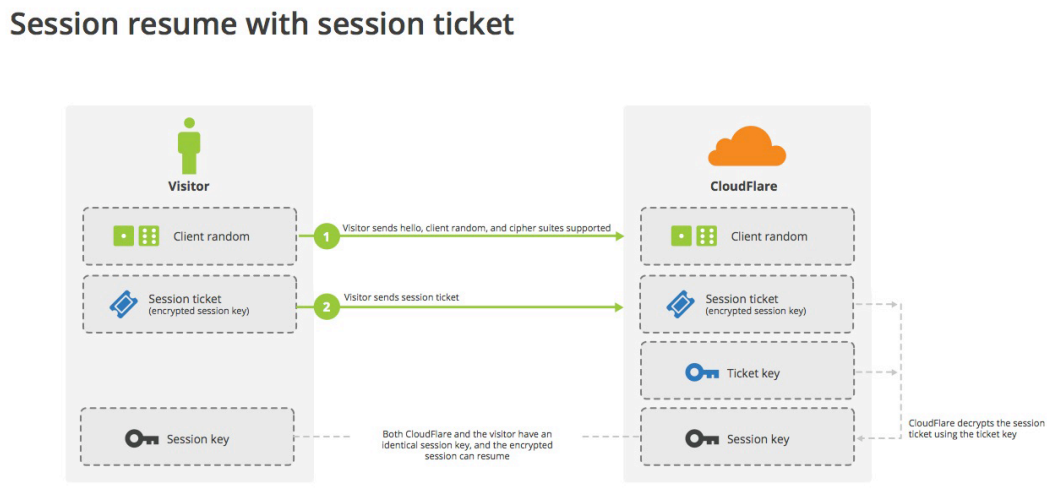 Session resume with session ticket
Visitor
CloudFlare
Client random
1
Visitor sends hello, client random, and cipher suites supported
Client random
Session ticket
(encrypted session key)
2
Visitor sends session ticket
Session ticket
(encrypted session key)
Ticket key
Session key
Both CloudFlare and the visitor have an
identical session key, and the encrypted
session can resume
Session key
CloudFlare decrypts the session
ticket using the ticket key